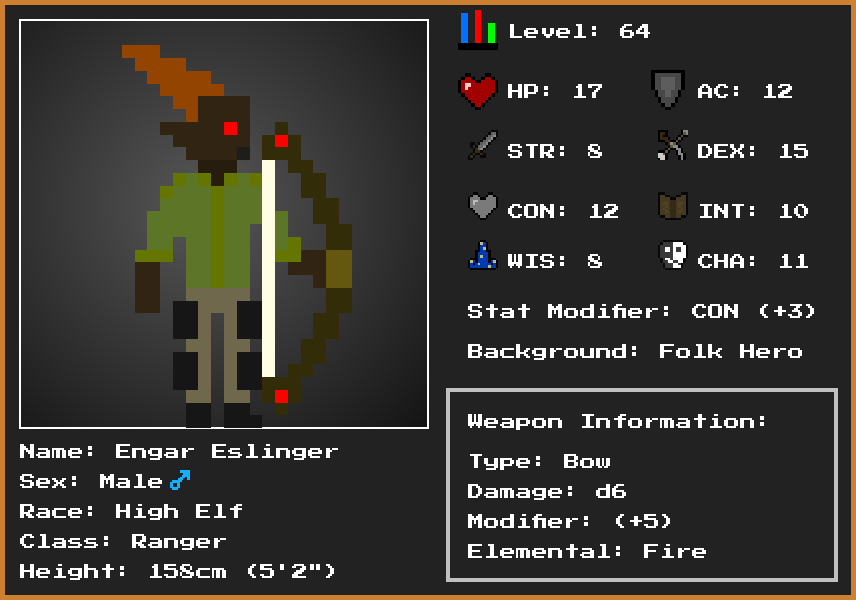 Level: 64
HP: 17 AC: 12
STR: 8 DEX: 15
CON: 12 INT: 10
WIS: 8 CHA: 11
Stat Modifier: CON (+3)
Background: Folk Hero
Weapon Information:
Type: Bow
Damage: d6
Modifier: (+5)
Elemental: Fire
Name: Engar Eslinger
Sex: Male ♂
Race: High Elf
Class: Ranger
Height: 158cm (5'2")